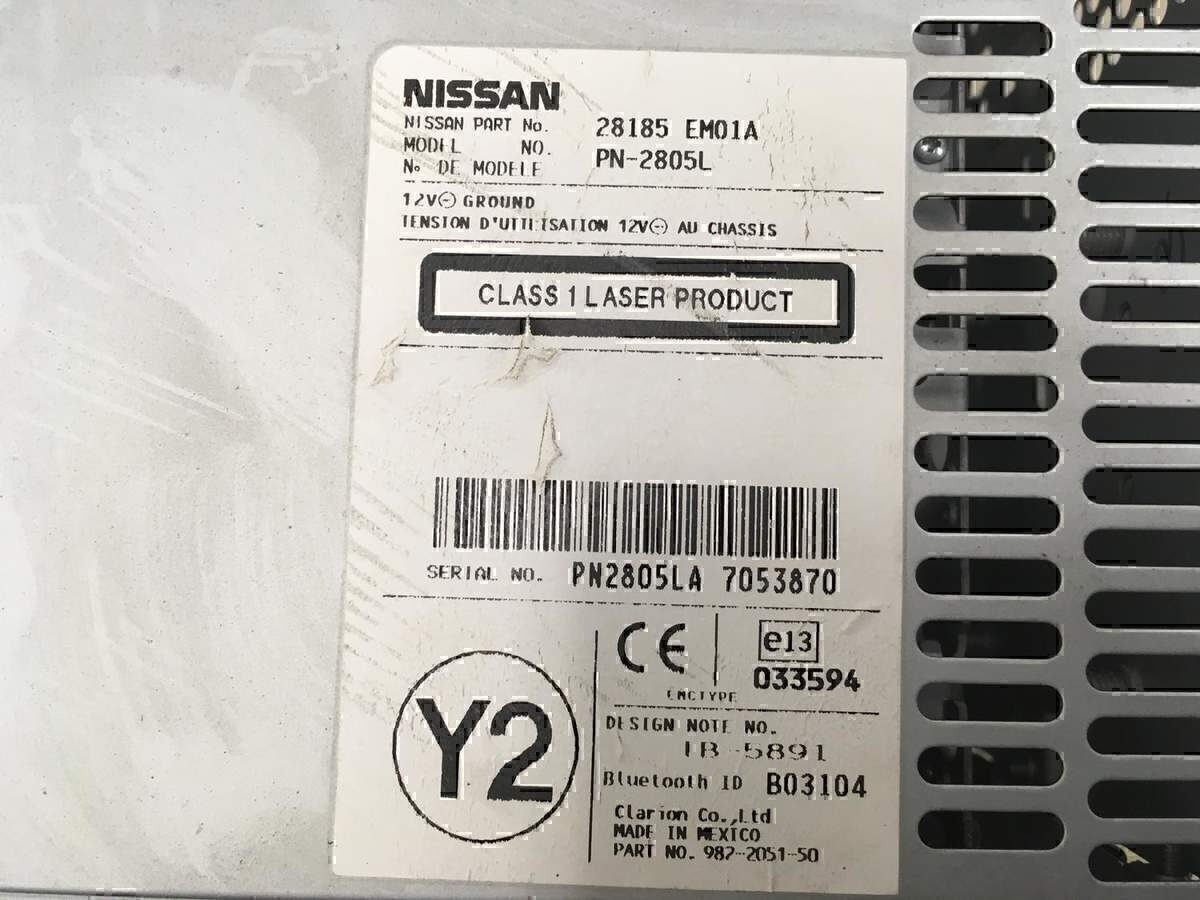 NISSAN
NISSAN PART No. 28185 EM01A
MODEL NO. PN-2805L
No DE MODELE
12V⊖ GROUND
TENSION D'UTILISATION 12V⊖ AU CHASSIS
CLASS 1 LASER PRODUCT
SERIAL NO. PN2805LA 7053870
Y2
CE
e13
033594
EMCTYPE
DESIGN NOTE NO.
IB-5891
Bluetooth ID B03104
Clarion Co.,Ltd
MADE IN MEXICO
PART NO. 982-2051-50